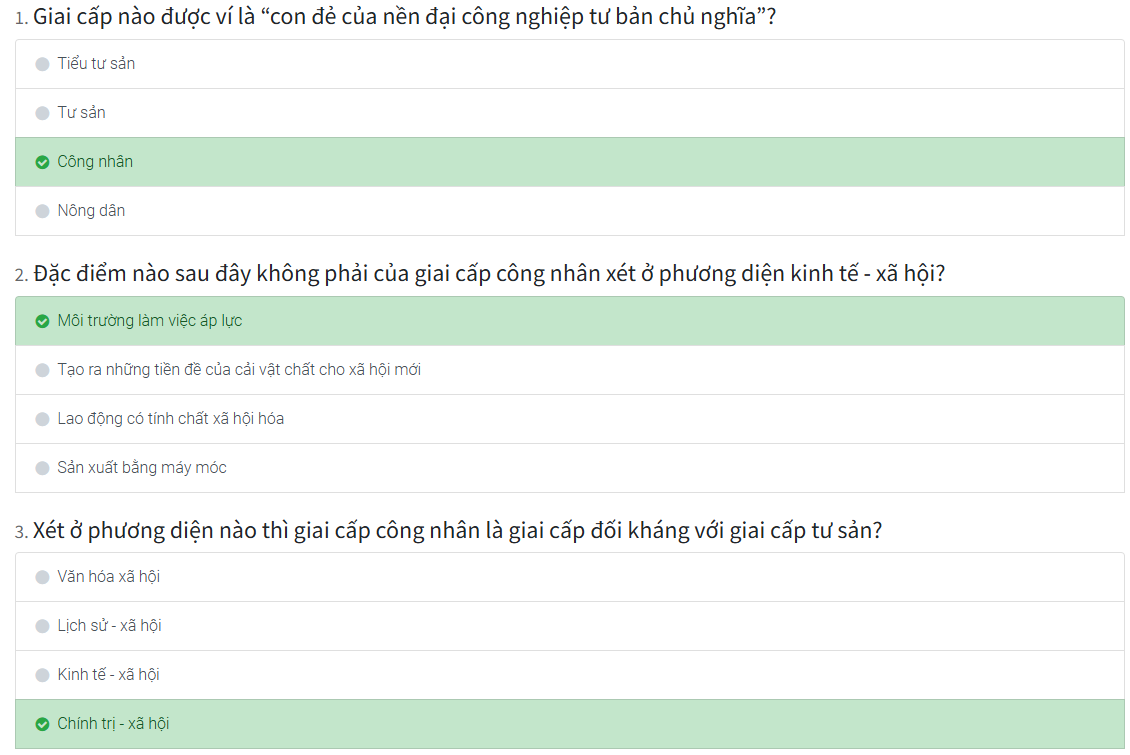 1. Giai cấp nào được ví là “con đẻ của nền đại công nghiệp tư bản chủ nghĩa”?
Tiểu tư sản
Tư sản
Công nhân
Nông dân
2. Đặc điểm nào sau đây không phải của giai cấp công nhân xét ở phương diện kinh tế - xã hội?
Môi trường làm việc áp lực
Tạo ra những tiền đề của cải vật chất cho xã hội mới
Lao động có tính chất xã hội hóa
Sản xuất bằng máy móc
3. Xét ở phương diện nào thì giai cấp công nhân là giai cấp đối kháng với giai cấp tư sản?
Văn hóa xã hội
Lịch sử - xã hội
Kinh tế - xã hội
Chính trị - xã hội